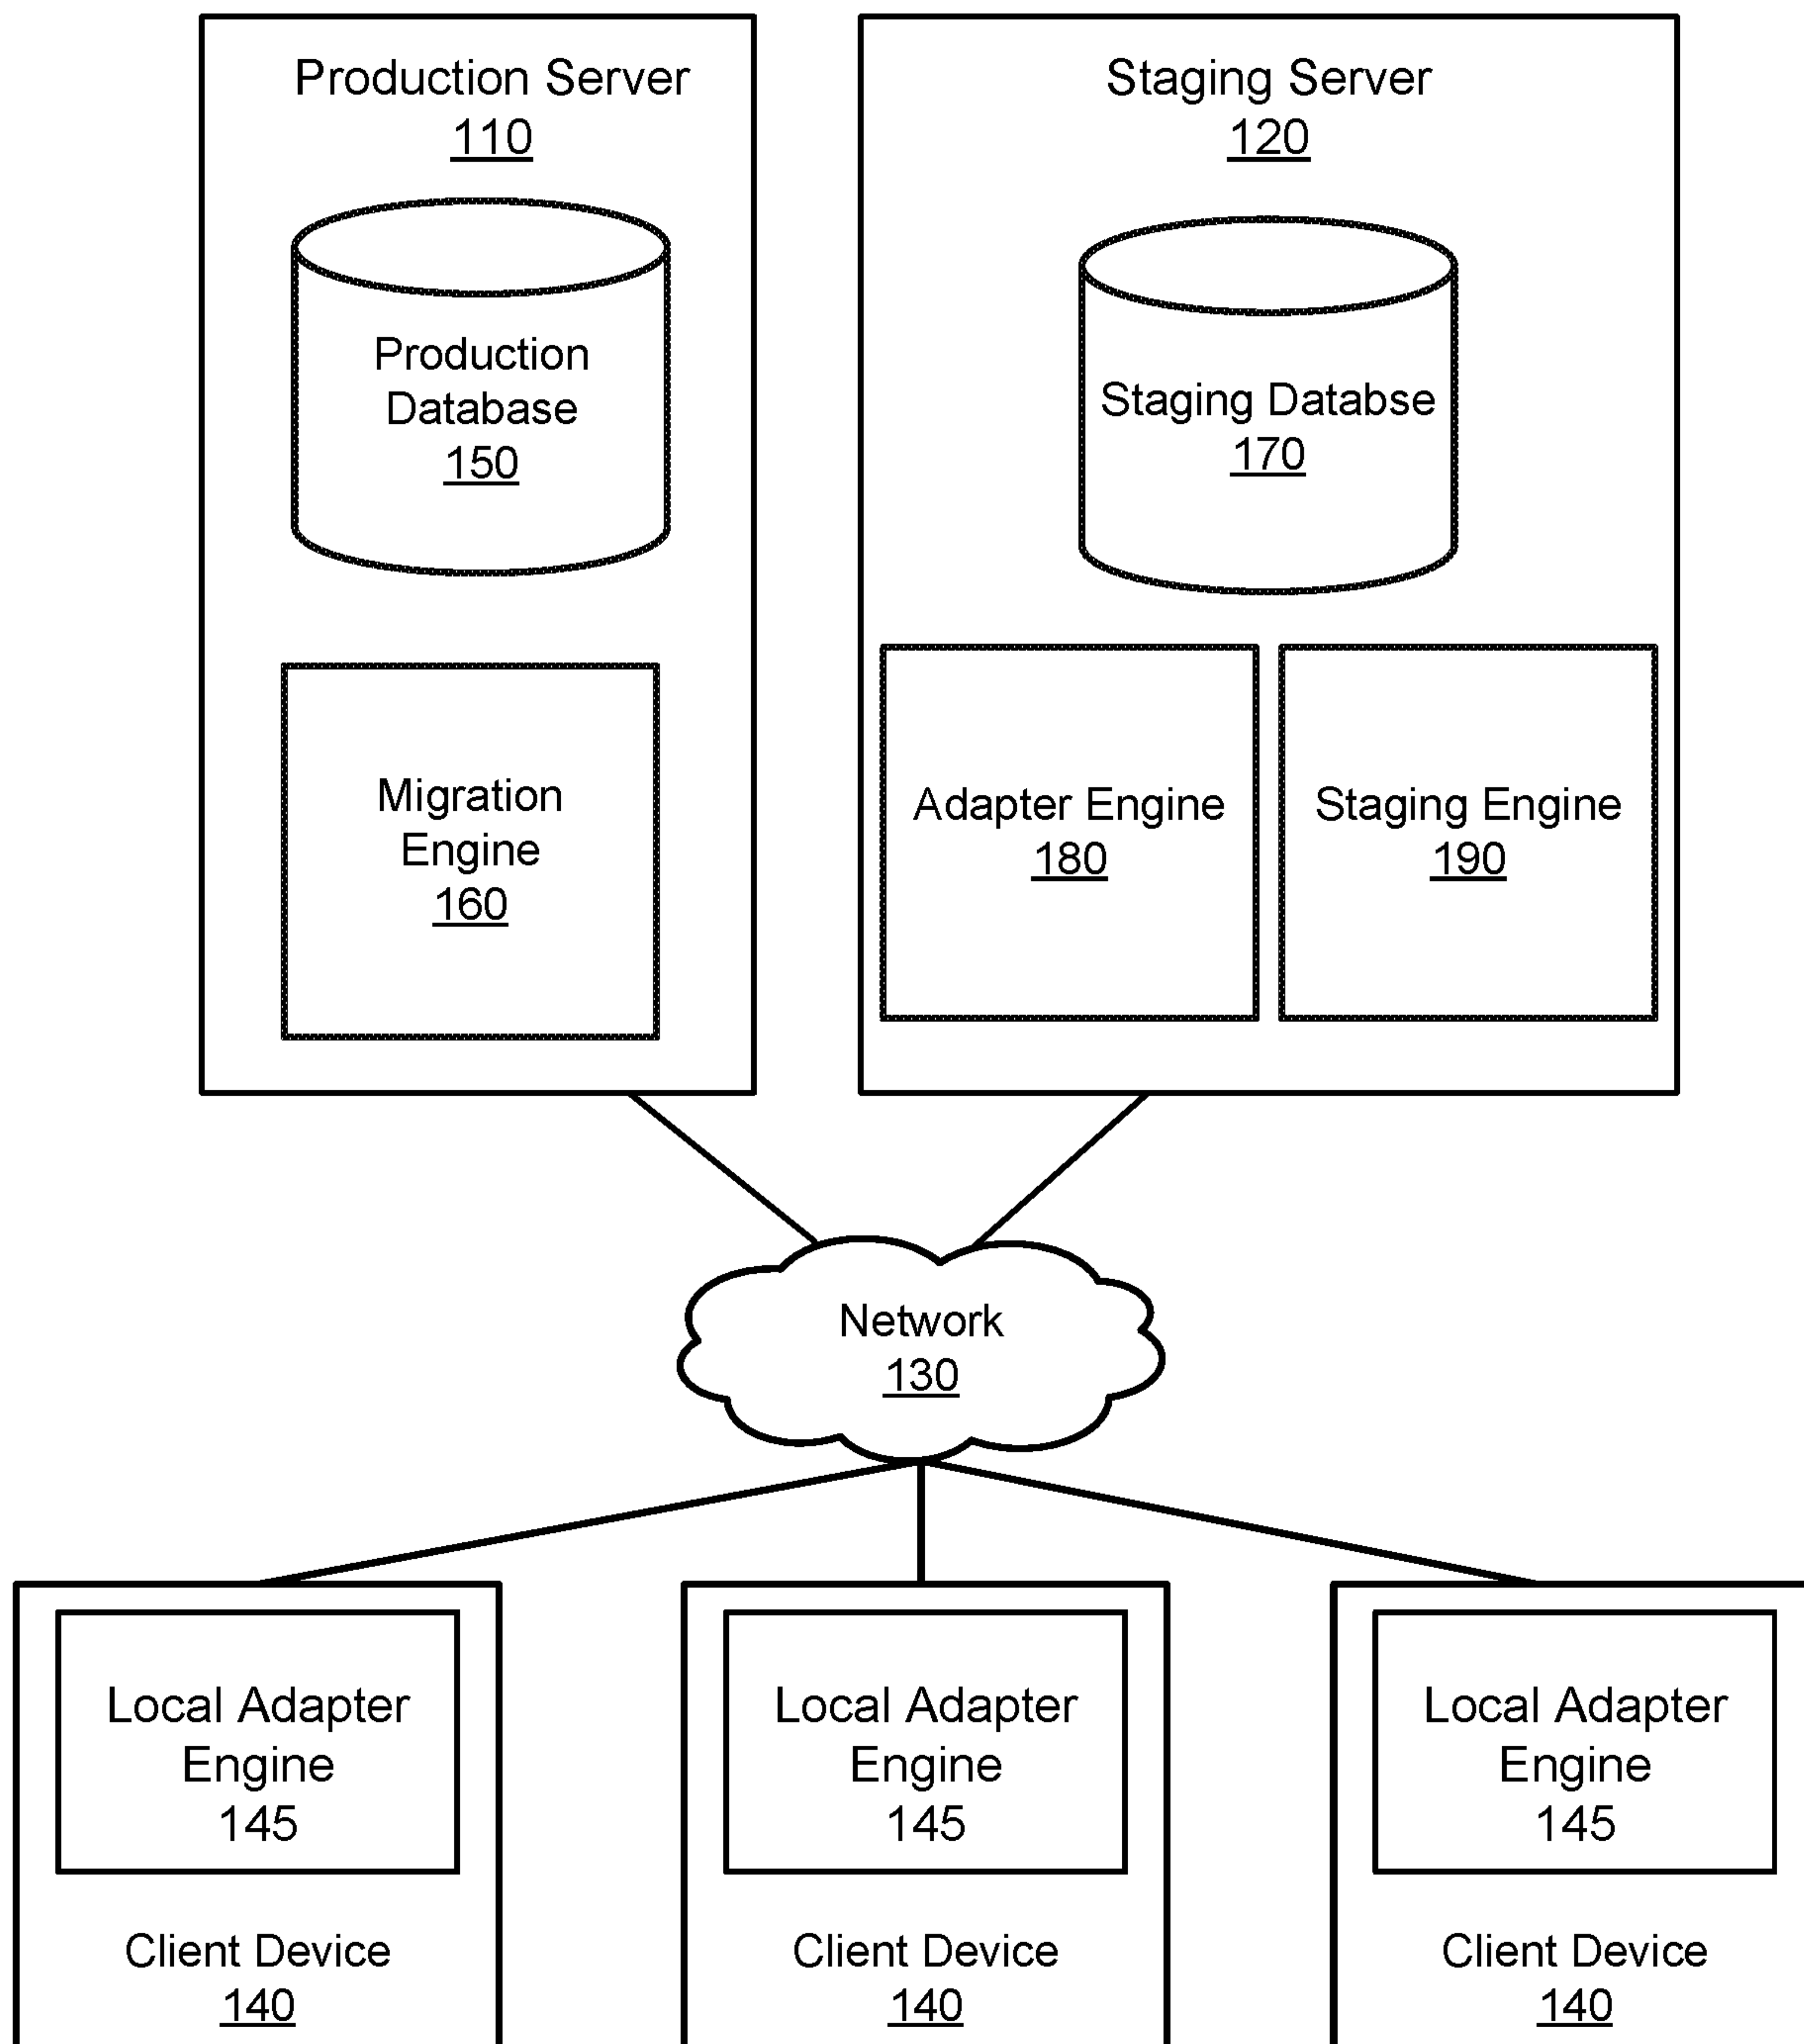 Production Server
110
Production
Database
150
Migration
Engine
160
Staging Server
120
Staging Databse
170
Adapter Engine
180
Staging Engine
190
Network
130
Local Adapter
Engine
145
Client Device
140
Local Adapter
Engine
145
Client Device
140
Local Adapter
Engine
145
Client Device
140